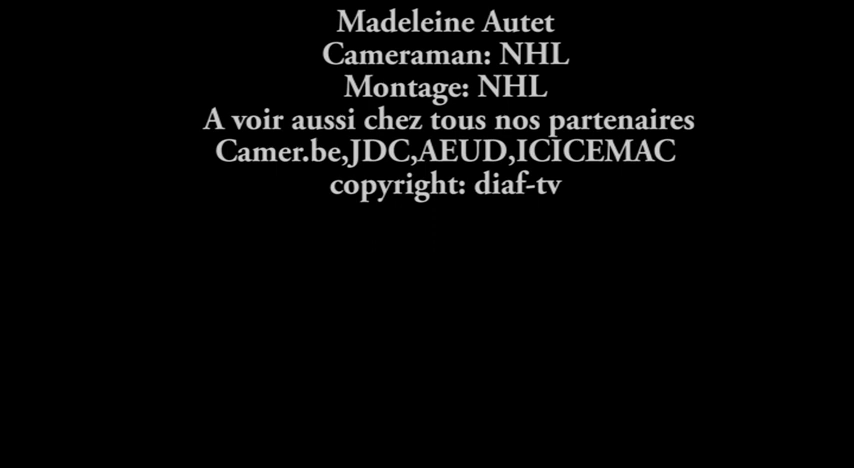 Madeleine Autet
Cameraman: NHL
Montage: NHL
A voir aussi chez tous nos partenaires
Camer.be,JDC,AEUD,ICICEMAC
copyright: diaf-tv